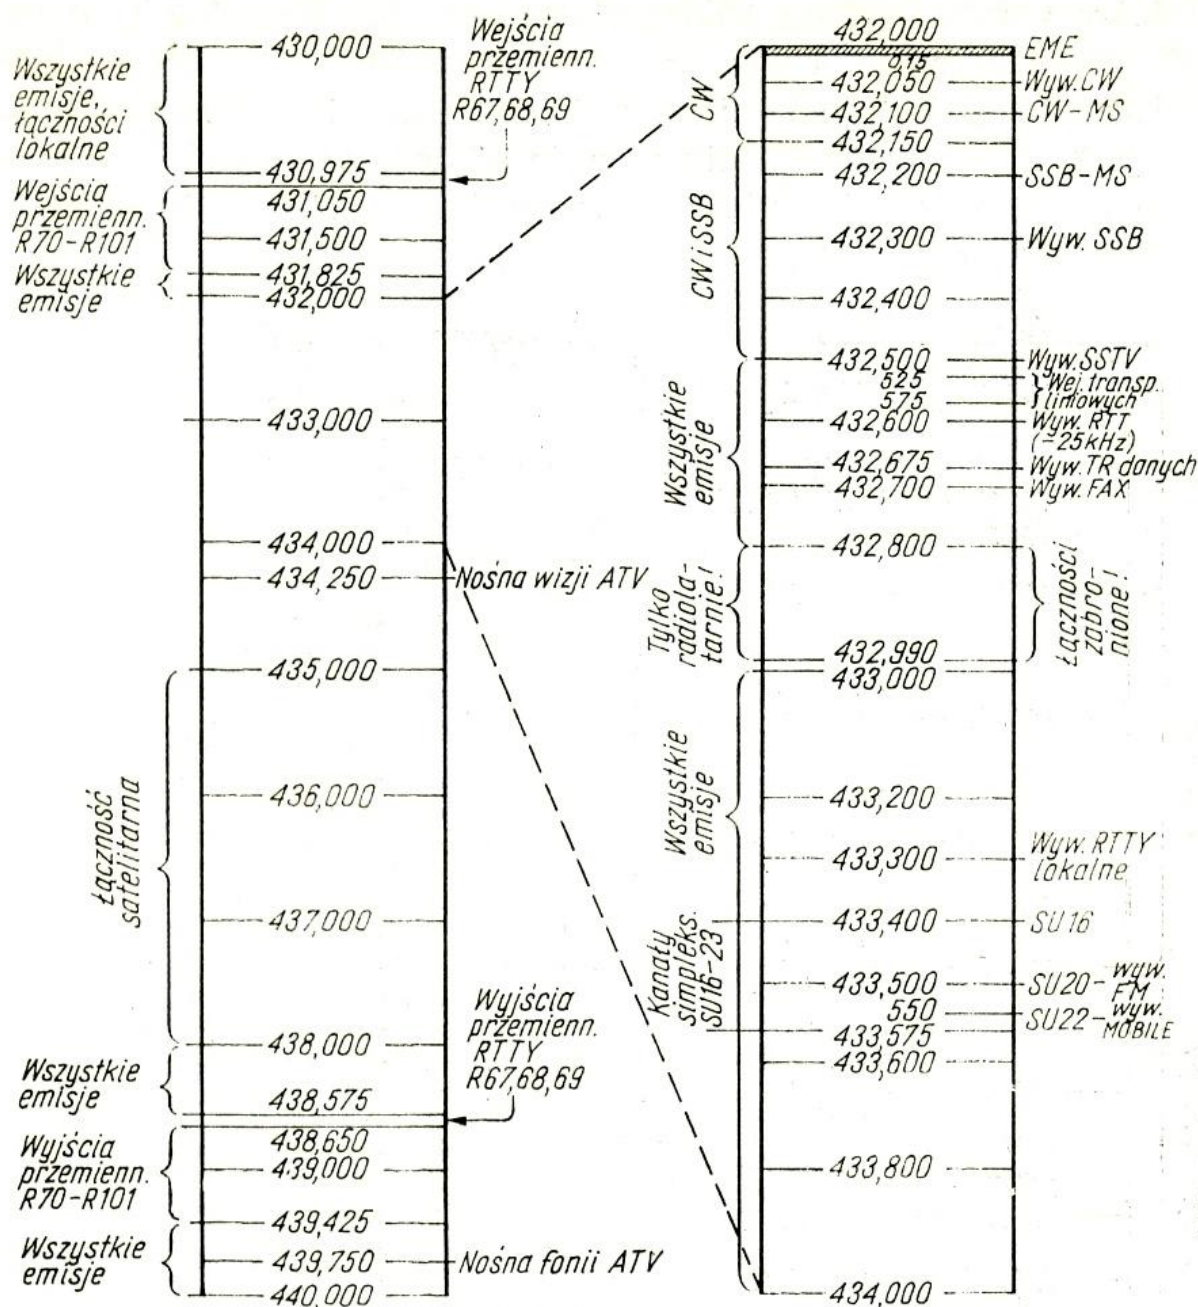 430,000
Wszystkie
emisje,
łączności
lokalne
Wejścia
przemienn.
RTTY
R67,68,69
430,975
Wejścia
przemienn.
R70-R101
431,050
431,500
431,825
Wszystkie
emisje
432,000
433,000
434,000
434,250
Nośna wizji ATV
435,000
Łączność
satelitarna
436,000
437,000
438,000
Wyjścia
przemienn.
RTTY
R67,68,69
Wszystkie
emisje
438,575
Wyjścia
przemienn.
R70-R101
438,650
439,000
439,425
Wszystkie
emisje
439,750
Nośna fonii ATV
440,000
432,000
EME
0,15
CW
432,050
Wyw. CW
432,100
CW-MS
432,150
CW i SSB
432,200
SSB-MS
432,300
Wyw. SSB
432,400
432,500
Wyw. SSTV
525
Wej. transp.
liniowych
575
Wszystkie
emisje
432,600
Wyw. RTT
(-25kHz)
432,675
Wyw. TR danych
432,700
Wyw. FAX
432,800
Tylko
radiola-
tarnie!
Łączności
zabro-
nione!
432,990
433,000
Wszystkie
emisje
433,200
433,300
Wyw. RTTY
lokalne
Kanały
simpleks.
SU16-23
433,400
SU16
433,500
SU20-wyw.
FM
550
SU22-wyw.
MOBILE
433,575
433,600
433,800
434,000